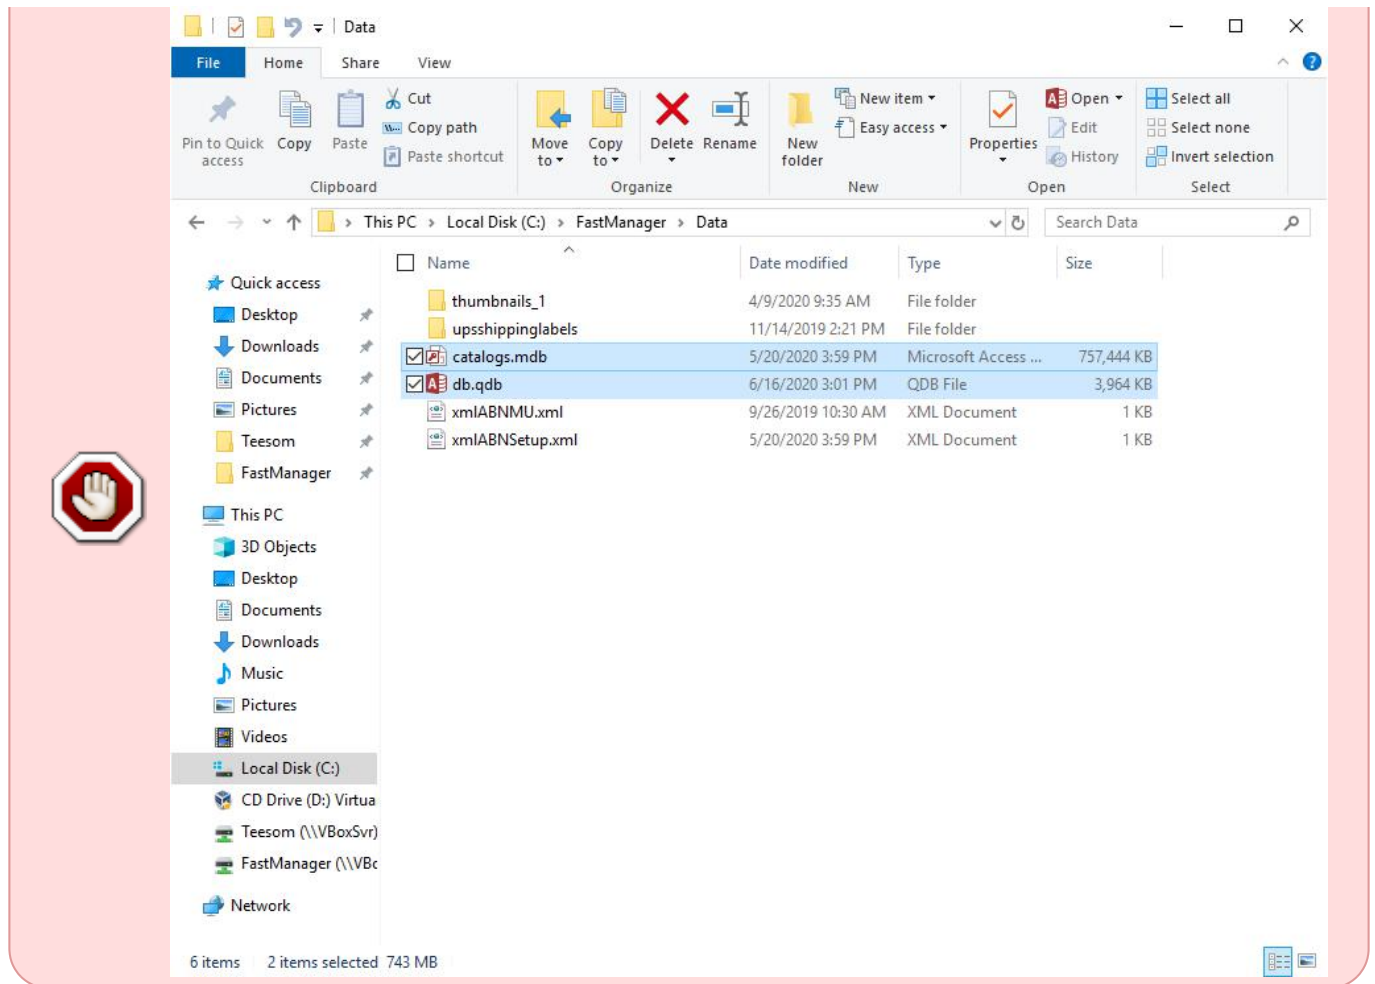 Data
File Home Share View
Pin to Quick access
Copy
Paste
Cut
Copy path
Paste shortcut
Clipboard
Move to
Copy to
Delete
Rename
Organize
New folder
New item
Easy access
New
Properties
Open
Edit
History
Open
Select all
Select none
Invert selection
Select
This PC > Local Disk (C:) > FastManager > Data
Search Data
Name Date modified Type Size
thumbnails_1 4/9/2020 9:35 AM File folder
upsshippinglabels 11/14/2019 2:21 PM File folder
catalogs.mdb 5/20/2020 3:59 PM Microsoft Access ... 757,444 KB
db.qdb 6/16/2020 3:01 PM QDB File 3,964 KB
xmlABNMU.xml 9/26/2019 10:30 AM XML Document 1 KB
xmlABNSetup.xml 5/20/2020 3:59 PM XML Document 1 KB
Quick access
Desktop
Downloads
Documents
Pictures
Teesom
FastManager
This PC
3D Objects
Desktop
Documents
Downloads
Music
Pictures
Videos
Local Disk (C:)
CD Drive (D:) Virtua
Teesom (\\VBoxSvr)
FastManager (\\VBo
Network
6 items 2 items selected 743 MB